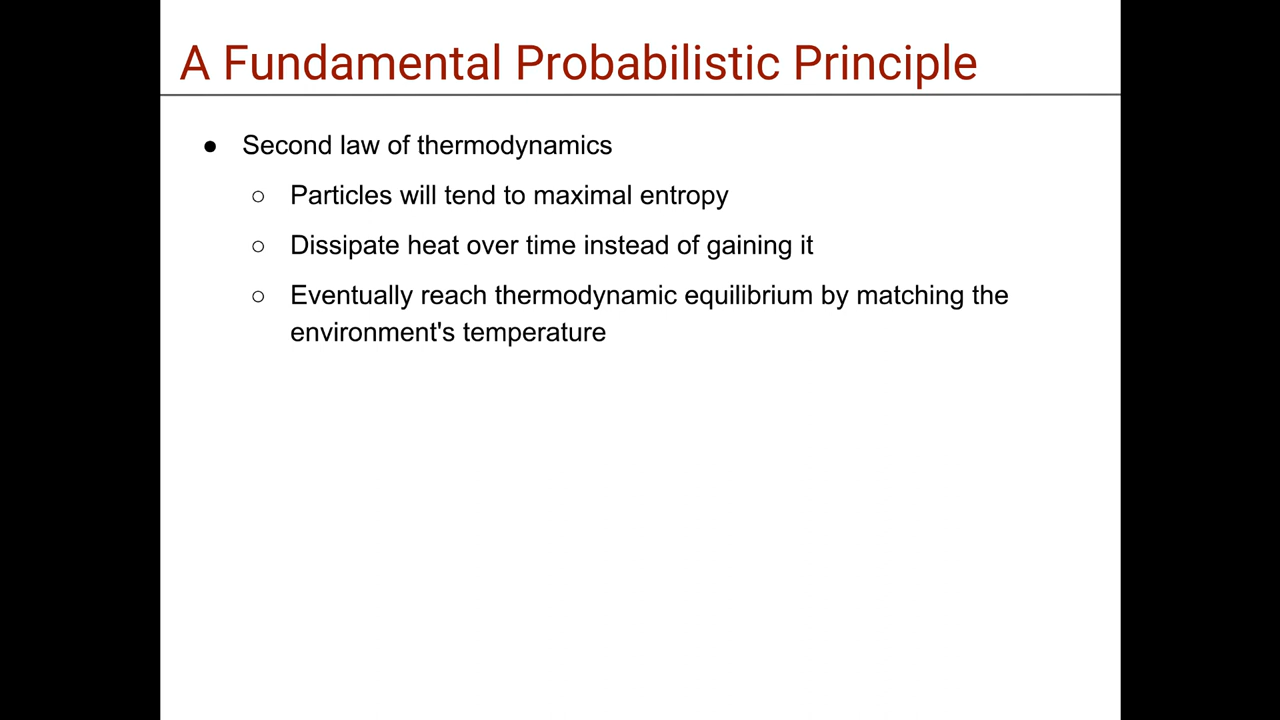 A Fundamental Probabilistic Principle
● Second law of thermodynamics
○ Particles will tend to maximal entropy
○ Dissipate heat over time instead of gaining it
○ Eventually reach thermodynamic equilibrium by matching the
environment's temperature